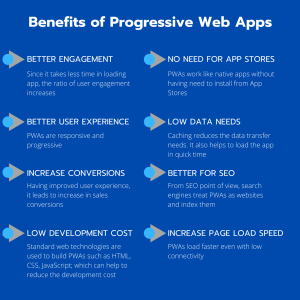 Benefits of Progressive Web Apps
BETTER ENGAGEMENT
Since it takes less time in loading
app, the ratio of user engagement
increases
NO NEED FOR APP STORES
PWAs work like native apps without
having need to install from App
Stores
BETTER USER EXPERIENCE
PWAs are responsive and
progressive
LOW DATA NEEDS
Caching reduces the data transfer
needs. It also helps to load the app
in quick time
INCREASE CONVERSIONS
Having improved user experience,
it leads to increase in sales
conversions
BETTER FOR SEO
From SEO point of view, search
engines treat PWAs as websites
and index them
LOW DEVELOPMENT COST
Standard web technologies are
used to build PWAs such as HTML,
CSS, JavaScript; which can help to
reduce the development cost
INCREASE PAGE LOAD SPEED
PWAs load faster even with low
connectivity